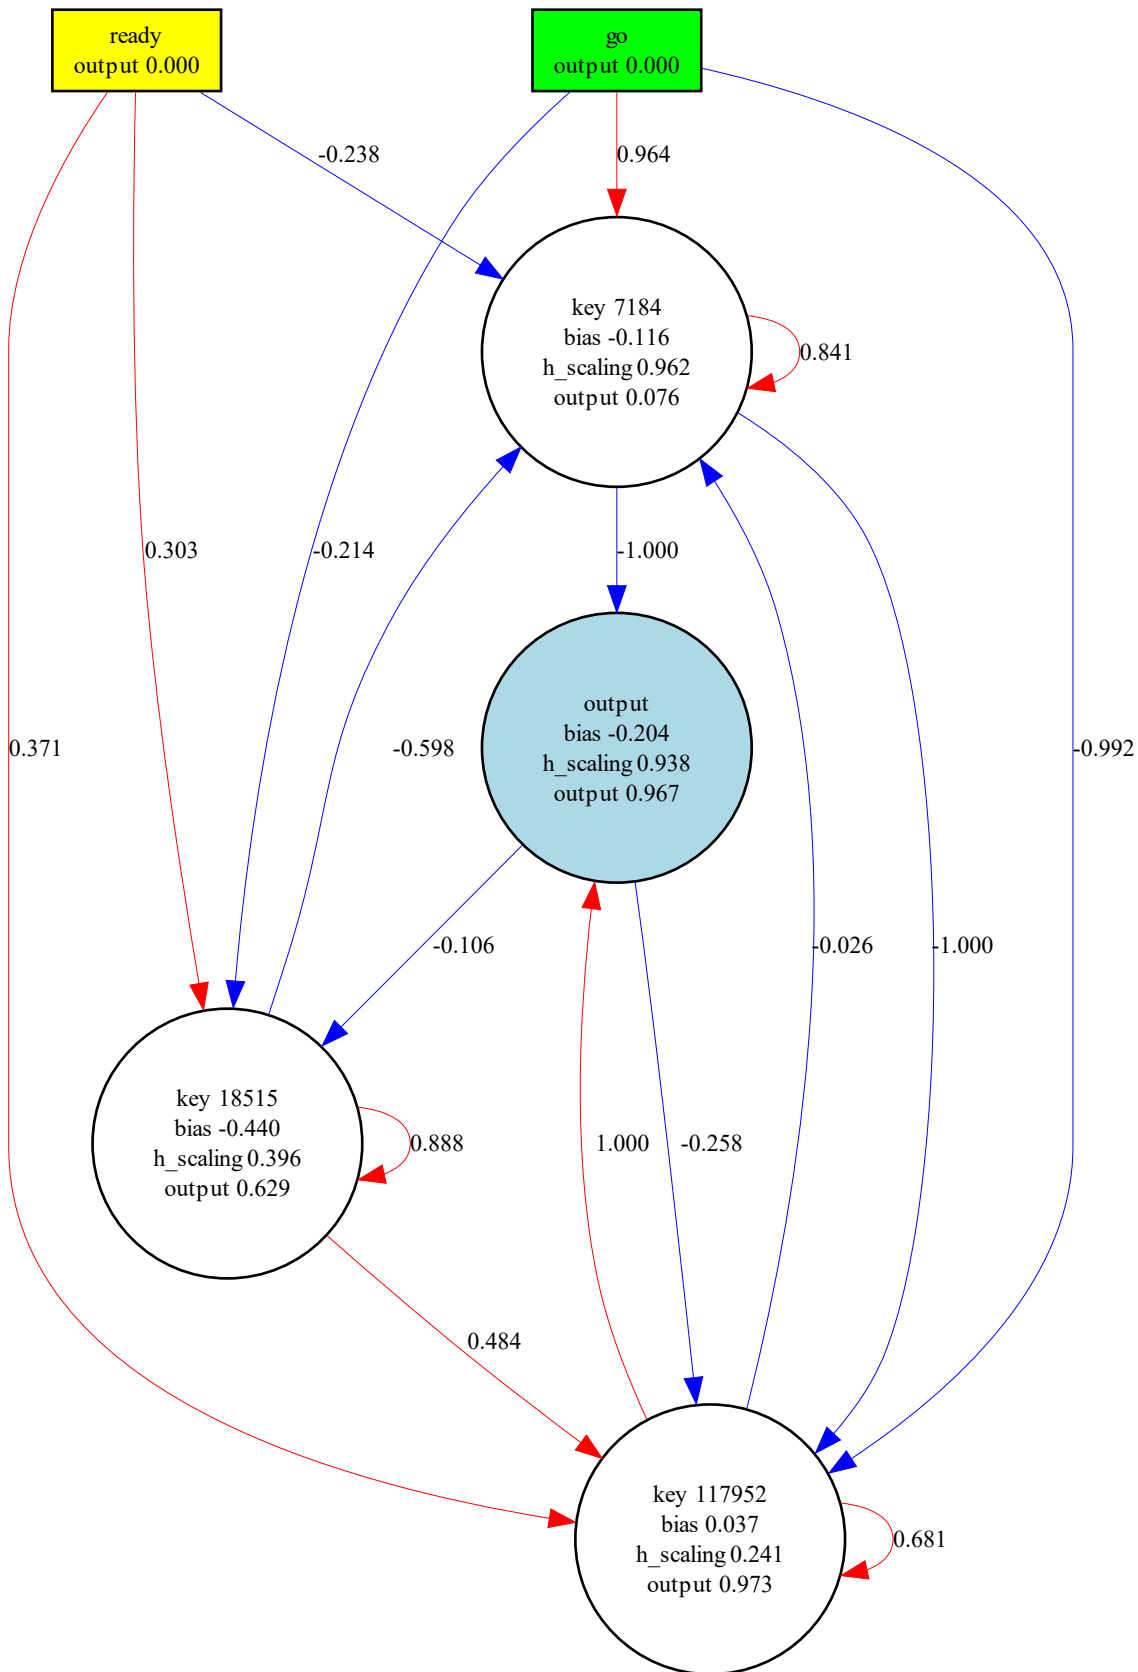 ready
output 0.000
go
output 0.000
-0.238
0.964
key 7184
bias -0.116
h_scaling 0.962
output 0.076
0.841
0.303
-0.214
-1.000
output
bias -0.204
h_scaling 0.938
output 0.967
0.371
-0.598
-0.992
-0.106
-0.026
-1.000
key 18515
bias -0.440
h_scaling 0.396
output 0.629
0.888
1.000
-0.258
0.484
key 117952
bias 0.037
h_scaling 0.241
output 0.973
0.681